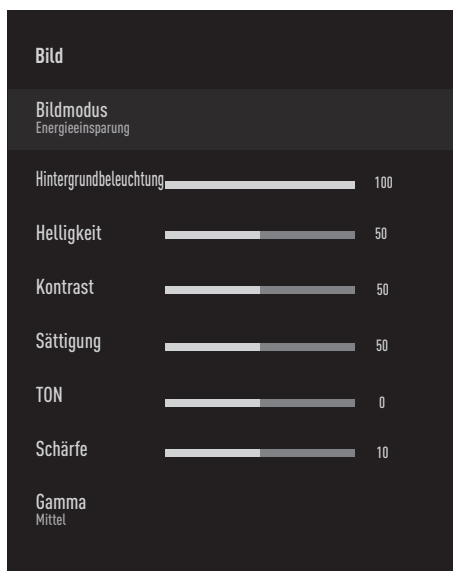 Bild
Bildmodus
Energieeinsparung
Hintergrundbeleuchtung 100
Helligkeit 50
Kontrast 50
Sättigung 50
TON 0
Schärfe 10
Gamma
Mittel